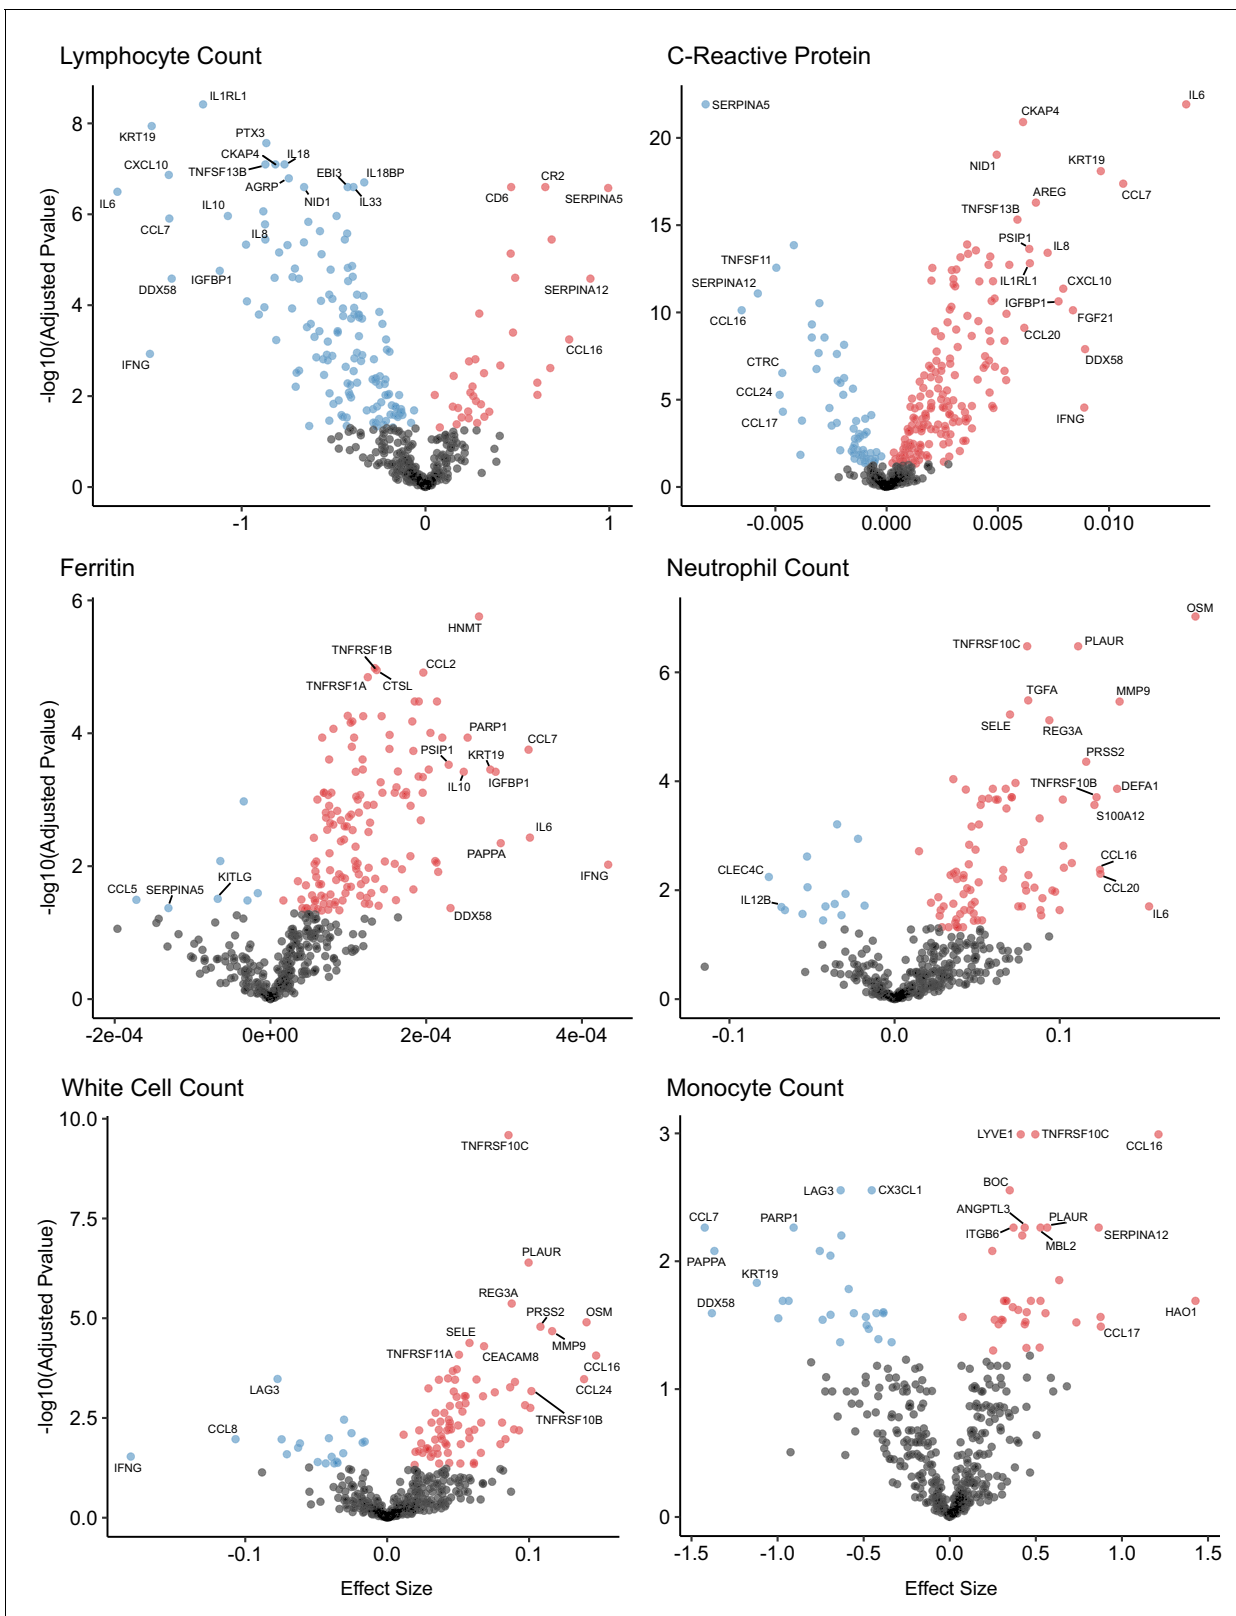 Lymphocyte Count
-log10(Adjusted Pvalue)
8
6
4
2
0
-1
0
1
IL1RL1
KRT19
PTX3
CKAP4
IL18
CXCL10
TNFSF13B
EBI3
IL18BP
AGRP
IL6
IL10
NID1
IL33
CD6
CR2
SERPINA5
CCL7
IL8
IGFBP1
DDX58
SERPINA12
IFNG
CCL16
C-Reactive Protein
20
15
10
5
0
-0.005
0.000
0.005
0.010
SERPINA5
IL6
CKAP4
NID1
KRT19
CCL7
AREG
TNFSF13B
PSIP1
IL8
TNFSF11
IL1RL1
SERPINA12
CXCL10
IGFBP1
CCL16
FGF21
CCL20
CTRC
DDX58
CCL24
CCL17
IFNG
Ferritin
-log10(Adjusted Pvalue)
6
4
2
0
-2e-04
0e+00
2e-04
4e-04
HNMT
TNFRSF1B
CCL2
TNFRSF1A
CTSL
PARP1
CCL7
PSIP1
KRT19
IL10
IGFBP1
IL6
PAPPA
IFNG
CCL5
SERPINA5
KITLG
DDX58
Neutrophil Count
6
4
2
0
-0.1
0.0
0.1
OSM
TNFRSF10C
PLAUR
TGFA
MMP9
SELE
REG3A
PRSS2
TNFRSF10B
DEFA1
S100A12
CLEC4C
CCL16
CCL20
IL12B
IL6
White Cell Count
-log10(Adjusted Pvalue)
10.0
7.5
5.0
2.5
0.0
-0.1
0.0
0.1
Effect Size
TNFRSF10C
PLAUR
REG3A
PRSS2
OSM
SELE
MMP9
TNFRSF11A
CEACAM8
CCL16
LAG3
CCL24
TNFRSF10B
CCL8
IFNG
Monocyte Count
3
2
1
0
-1.5
-1.0
-0.5
0.0
0.5
1.0
1.5
Effect Size
LYVE1
TNFRSF10C
CCL16
BOC
LAG3
CX3CL1
ANGPTL3
CCL7
PARP1
ITGB6
PLAUR
SERPINA12
MBL2
PAPPA
KRT19
DDX58
HAO1
CCL17